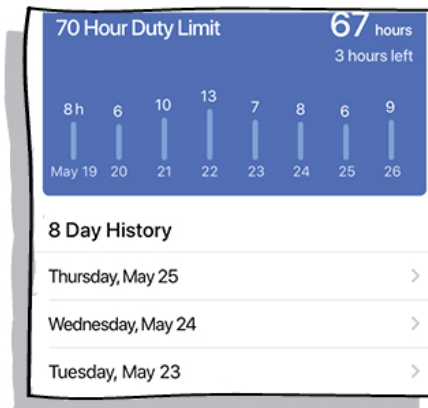 70 Hour Duty Limit 67 hours
3 hours left
8 h 6 10 13 7 8 6 9
May 19 20 21 22 23 24 25 26
8 Day History
Thursday, May 25
Wednesday, May 24
Tuesday, May 23